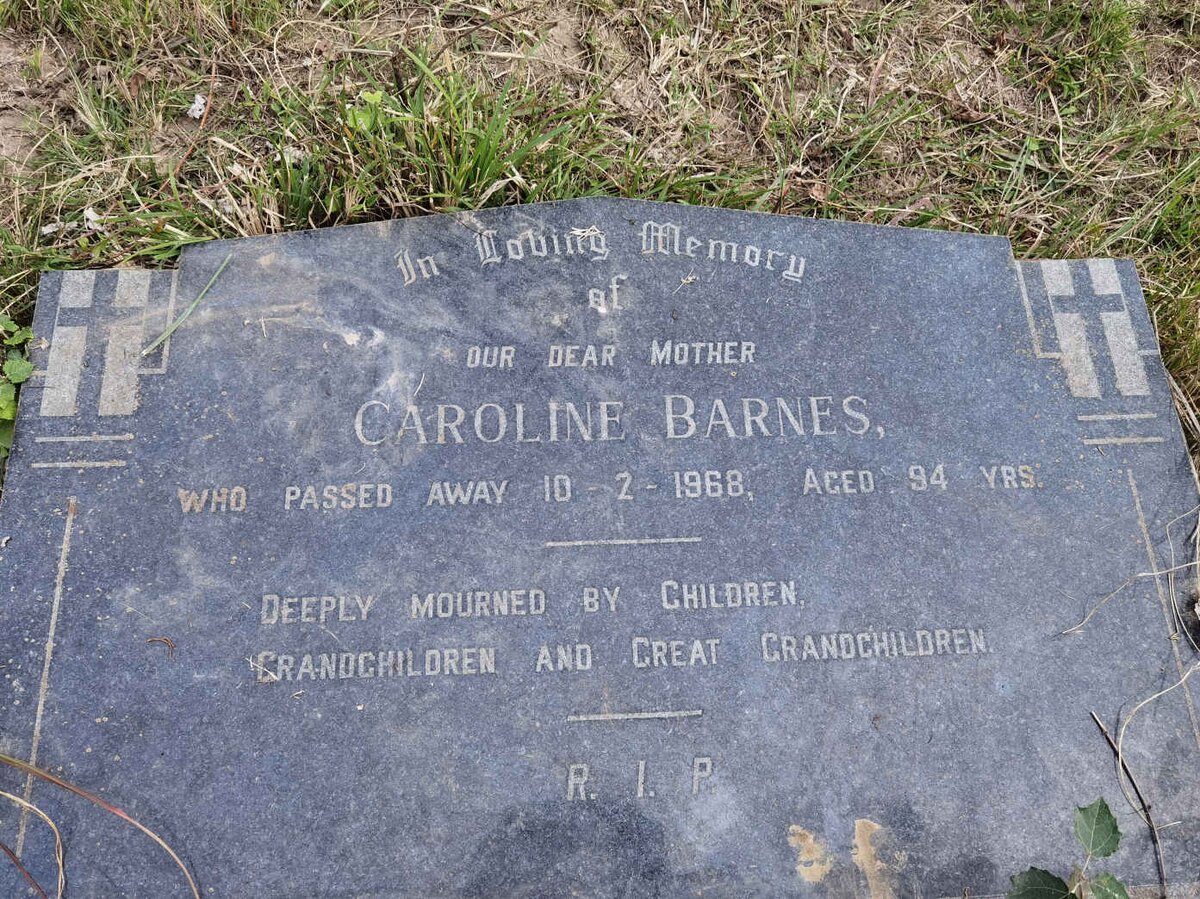 In Loving Memory
of
OUR DEAR MOTHER
CAROLINE BARNES,
WHO PASSED AWAY 10-2-1968, AGED 94 YRS.
DEEPLY MOURNED BY CHILDREN,
GRANDCHILDREN AND GREAT GRANDCHILDREN.
R. I. P.